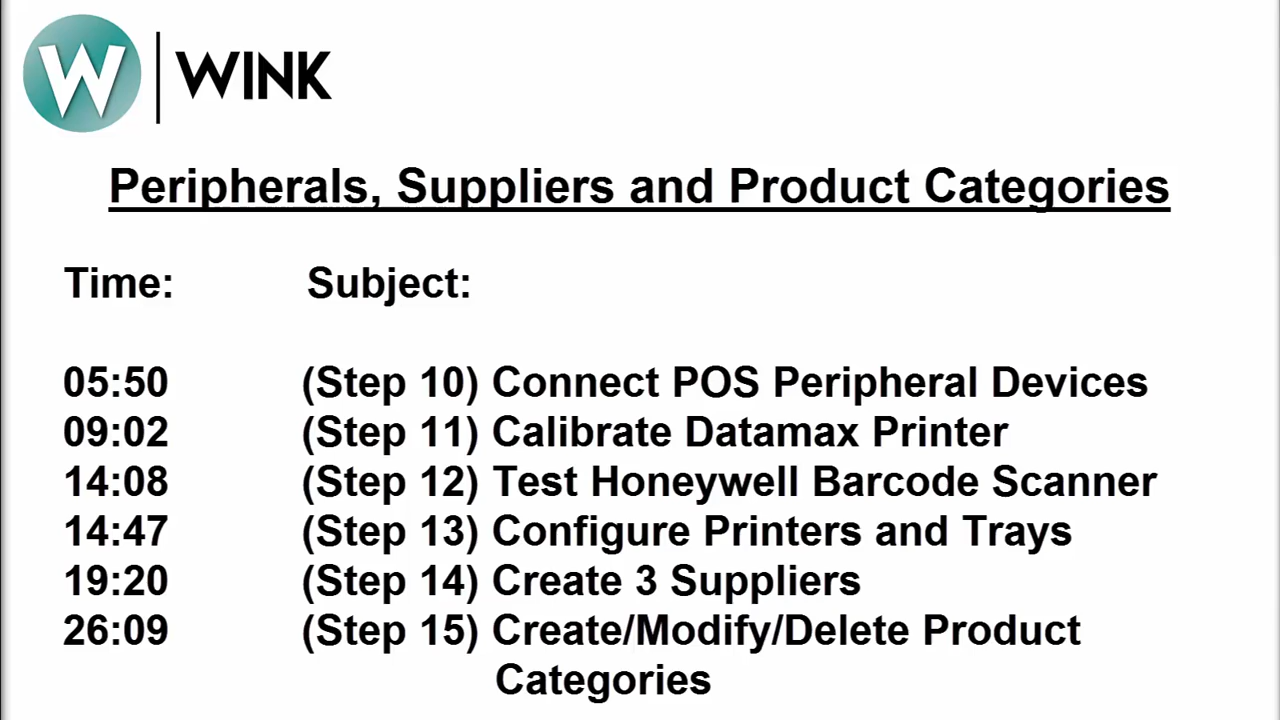 W WINK
Peripherals, Suppliers and Product Categories
Time: Subject:
05:50 (Step 10) Connect POS Peripheral Devices
09:02 (Step 11) Calibrate Datamax Printer
14:08 (Step 12) Test Honeywell Barcode Scanner
14:47 (Step 13) Configure Printers and Trays
19:20 (Step 14) Create 3 Suppliers
26:09 (Step 15) Create/Modify/Delete Product
Categories